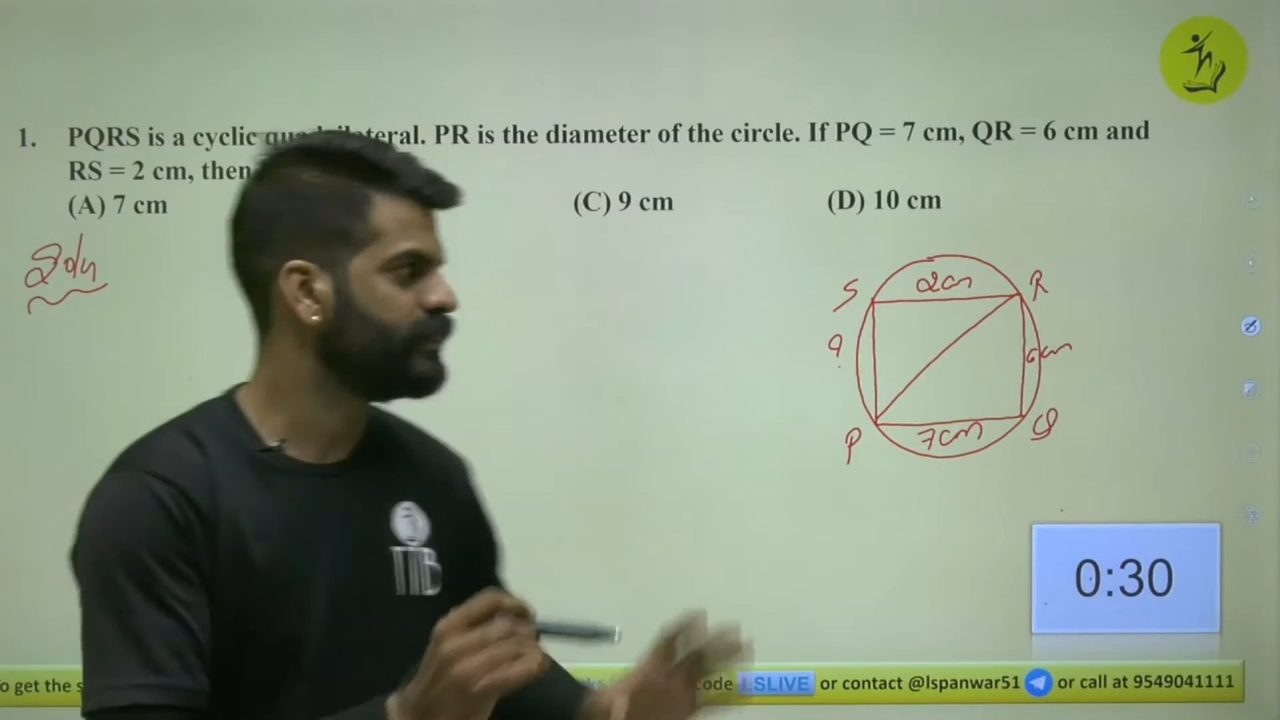 1. PQRS is a cyclic quadrilateral. PR is the diameter of the circle. If PQ = 7 cm, QR = 6 cm and
RS = 2 cm, then
(A) 7 cm (C) 9 cm (D) 10 cm
Soln
S 2cm R
?
6cm
P 7cm Q
0:30
o get the s ode LSLIVE or contact @lspanwar51 or call at 9549041111